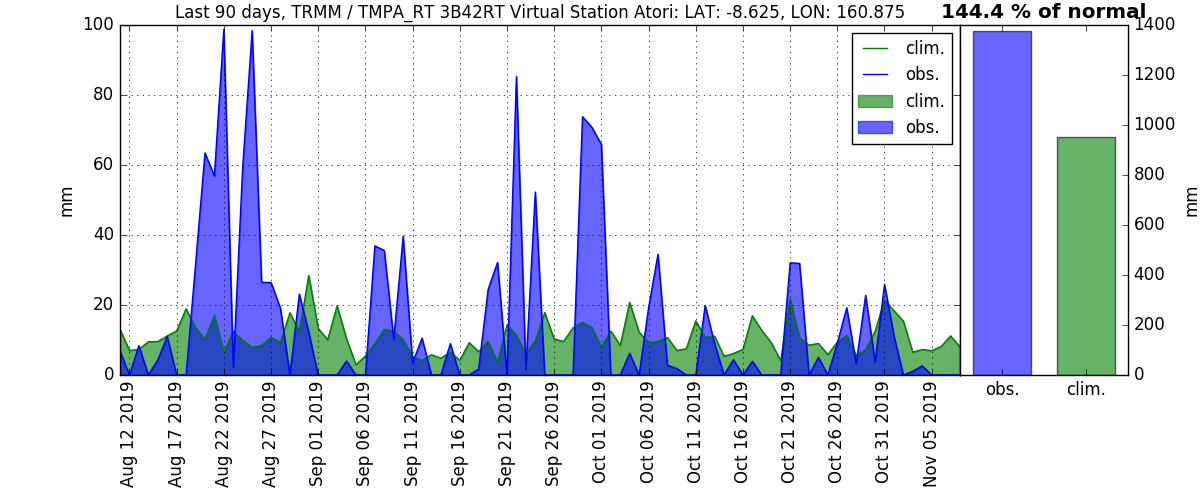 Last 90 days, TRMM / TMPA_RT 3B42RT Virtual Station Atori: LAT: -8.625, LON: 160.875
144.4 % of normal
100
80
60
40
20
0
mm
clim.
obs.
clim.
obs.
1400
1200
1000
800
600
400
200
0
mm
obs.
clim.
Aug 12 2019
Aug 17 2019
Aug 22 2019
Aug 27 2019
Sep 01 2019
Sep 06 2019
Sep 11 2019
Sep 16 2019
Sep 21 2019
Sep 26 2019
Oct 01 2019
Oct 06 2019
Oct 11 2019
Oct 16 2019
Oct 21 2019
Oct 26 2019
Oct 31 2019
Nov 05 2019